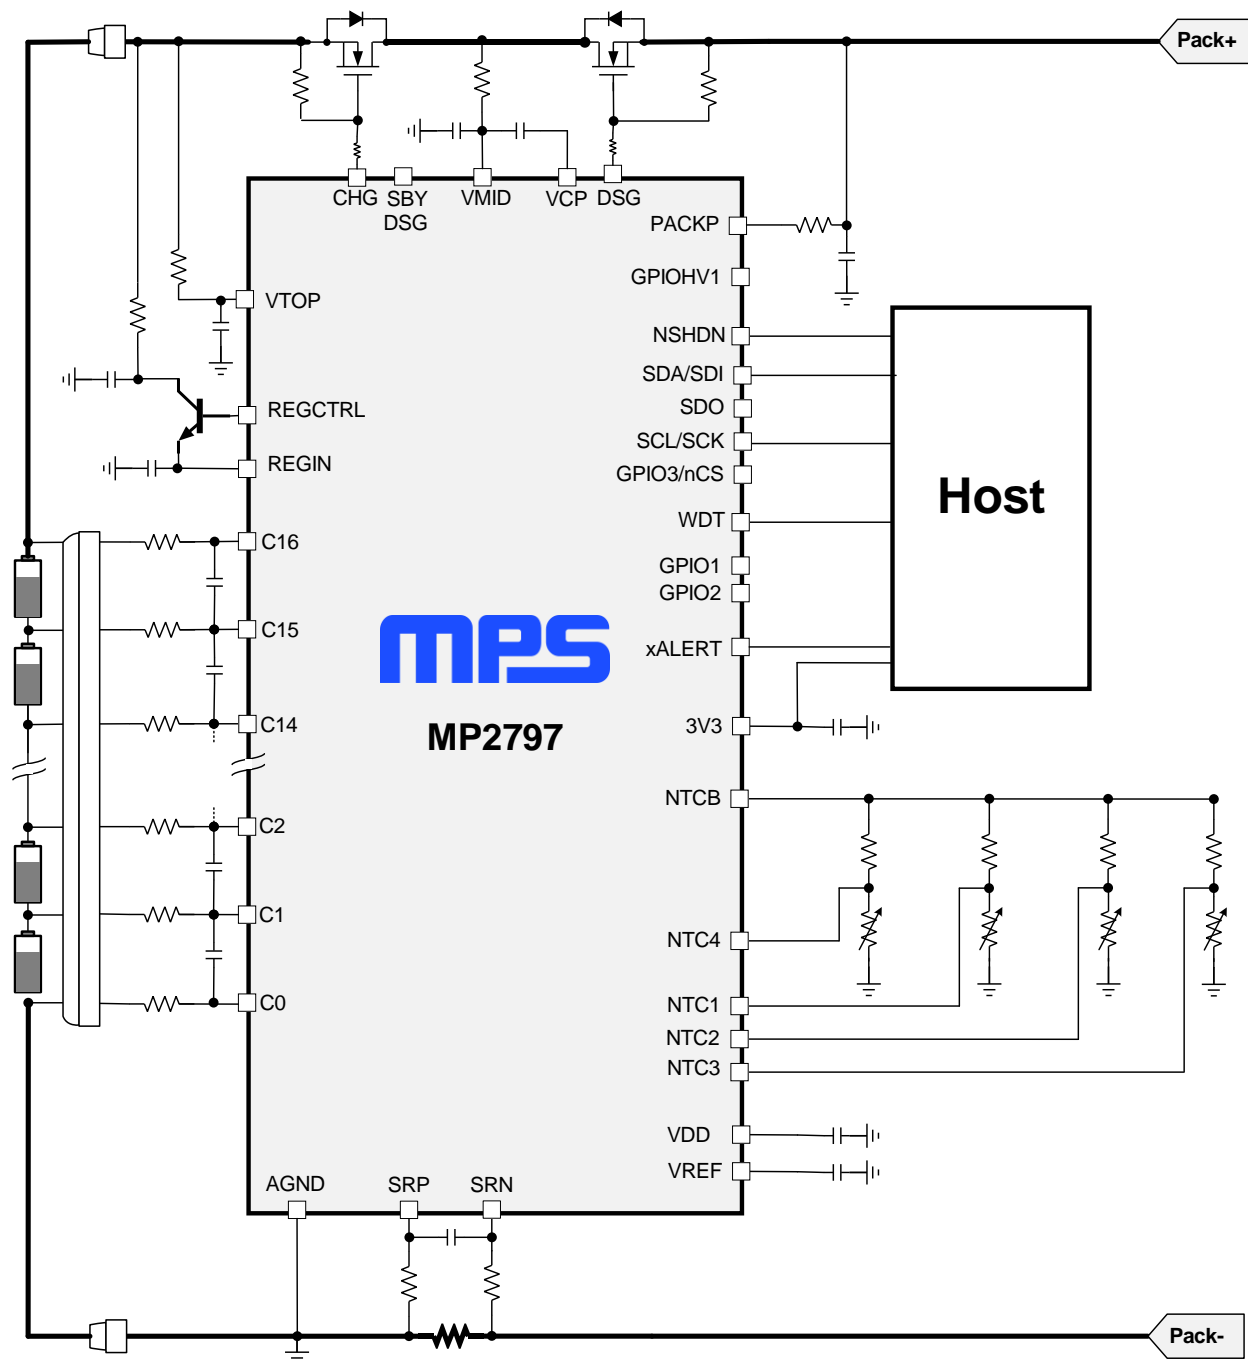 Pack+
CHG
SBY
DSG
VMID
VCP
DSG
PACKP
GPIOHV1
VTOP
NSHDN
SDA/SDI
REGCTRL
SDO
SCL/SCK
REGIN
GPIO3/nCS
Host
WDT
C16
GPIO1
GPIO2
C15
mps
xALERT
C14
MP2797
3V3
NTCB
C2
C1
NTC4
C0
NTC1
NTC2
NTC3
VDD
VREF
AGND
SRP
SRN
Pack-